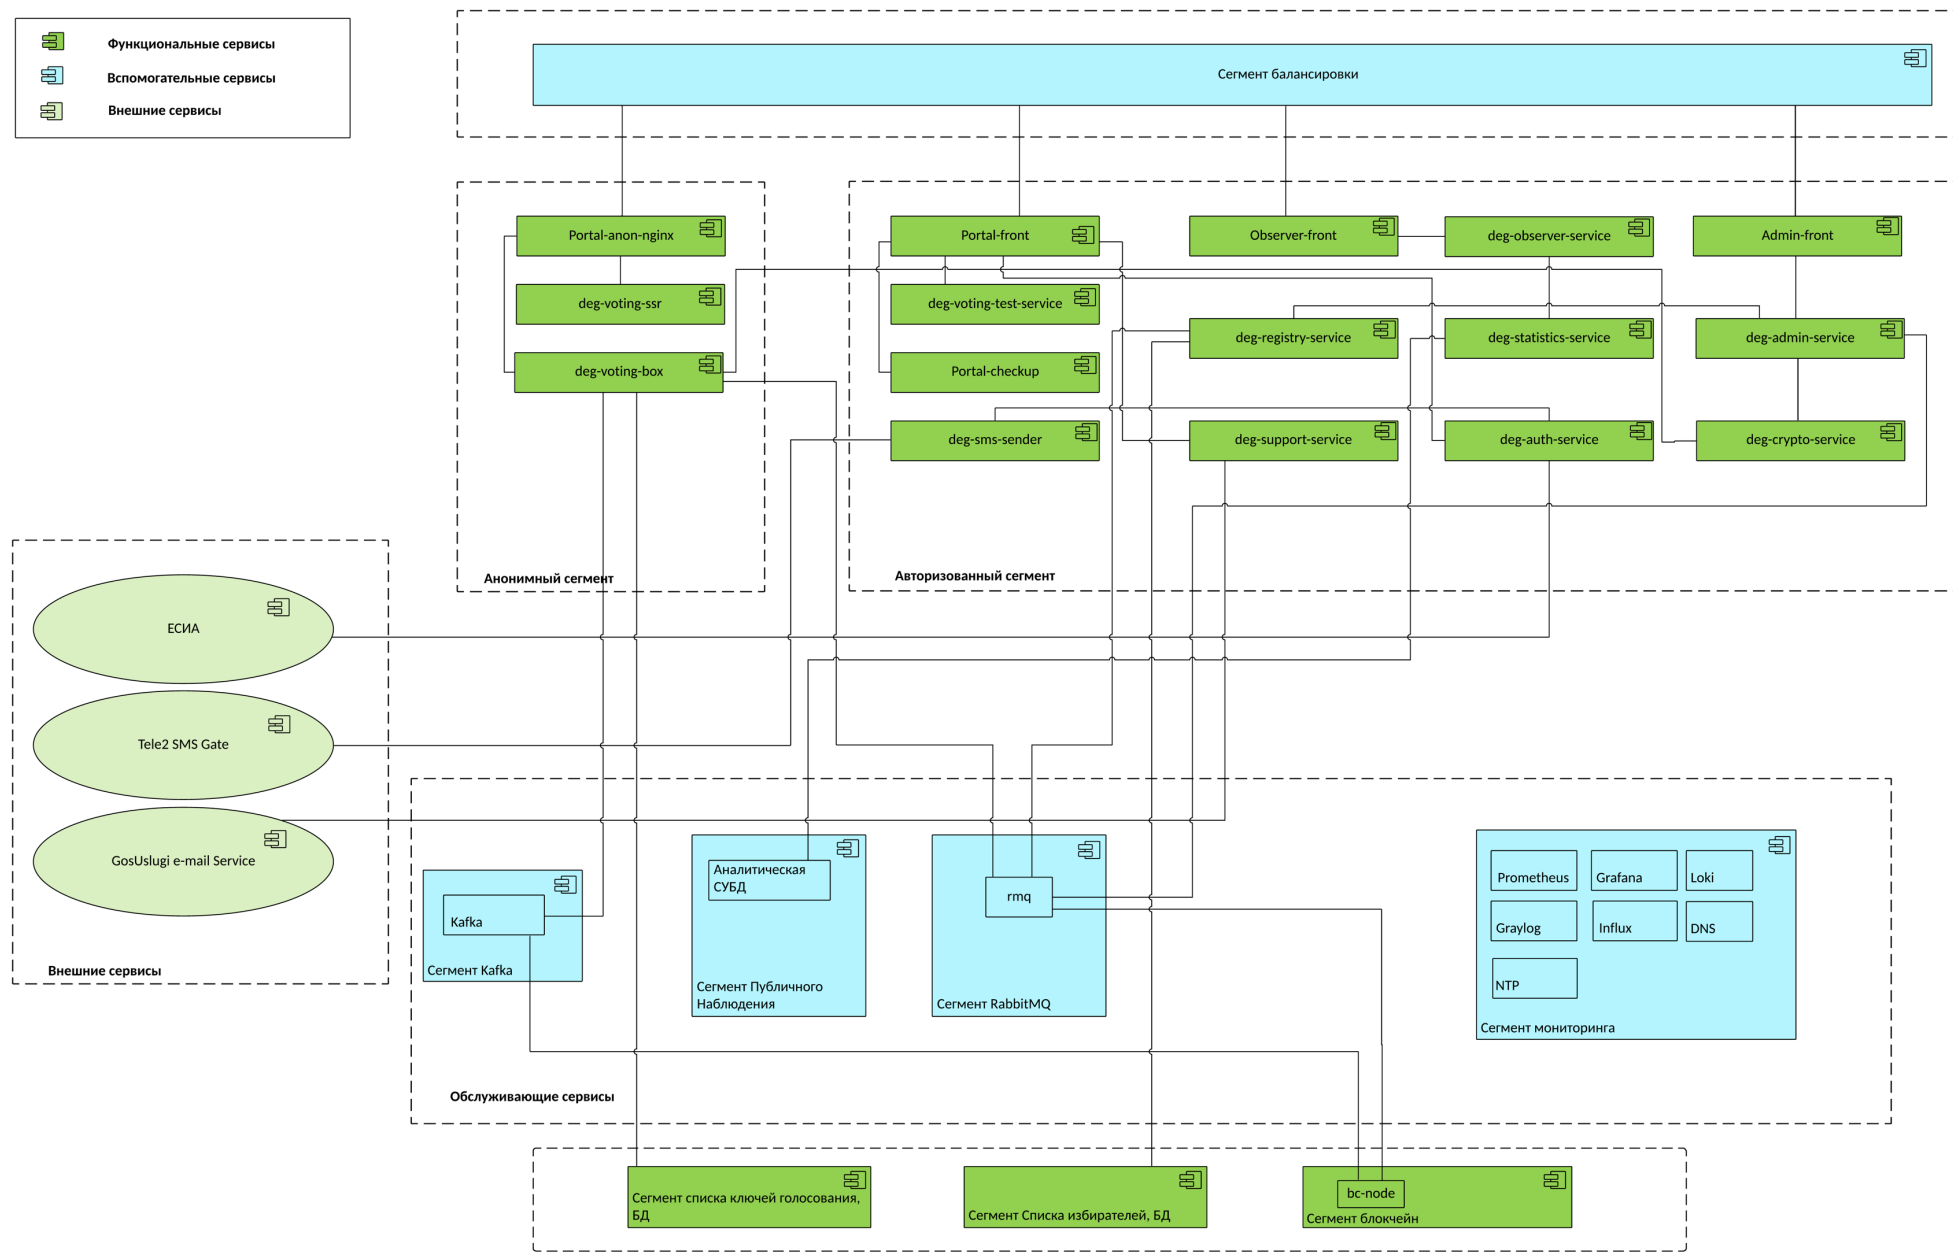 Функциональные сервисы
Вспомогательные сервисы
Внешние сервисы
Сегмент балансировки
Portal-anon-nginx
Portal-front
Observer-front
deg-observer-service
Admin-front
deg-voting-ssr
deg-voting-test-service
deg-registry-service
deg-statistics-service
deg-admin-service
deg-voting-box
Portal-checkup
deg-sms-sender
deg-support-service
deg-auth-service
deg-crypto-service
Анонимный сегмент
Авторизованный сегмент
ЕСИА
Tele2 SMS Gate
GosUslugi e-mail Service
Внешние сервисы
Kafka
Сегмент Kafka
Аналитическая
СУБД
Сегмент Публичного
Наблюдения
rmq
Сегмент RabbitMQ
Prometheus
Grafana
Loki
Graylog
Influx
DNS
NTP
Сегмент мониторинга
Обслуживающие сервисы
Сегмент списка ключей голосования,
БД
Сегмент Списка избирателей, БД
bc-node
Сегмент блокчейн